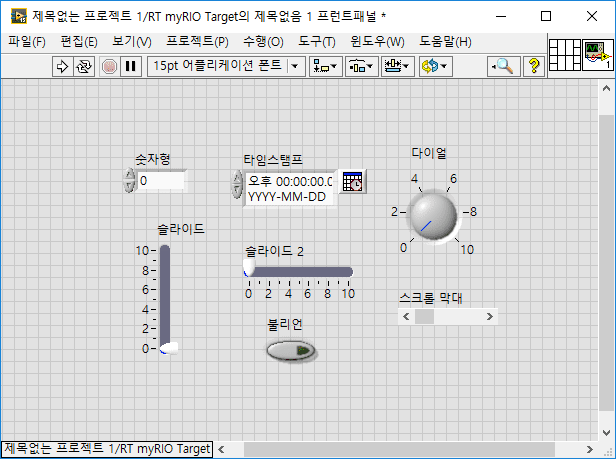 제목없는 프로젝트 1/RT myRIO Target의 제목없음 1 프런트패널 *
파일(F) 편집(E) 보기(V) 프로젝트(P) 수행(O) 도구(T) 윈도우(W) 도움말(H)
15pt 어플리케이션 폰트
1
숫자형
0
타임스탬프
오후 00:00:00.0
YYYY-MM-DD
다이얼
4 6
2 8
0 10
슬라이드
10
8
6
4
2
0
슬라이드 2
0 2 4 6 8 10
스크롤 막대
불리언
제목없는 프로젝트 1/RT myRIO Target